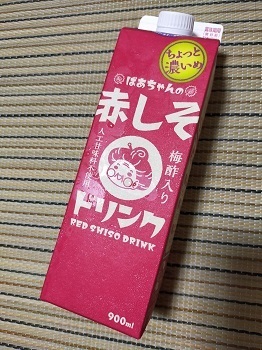 ちょっと
濃いめ
ばあちゃんの
赤しそ
梅酢入り
人工甘味料不使用
ドリンク
RED SHISO DRINK
900ml